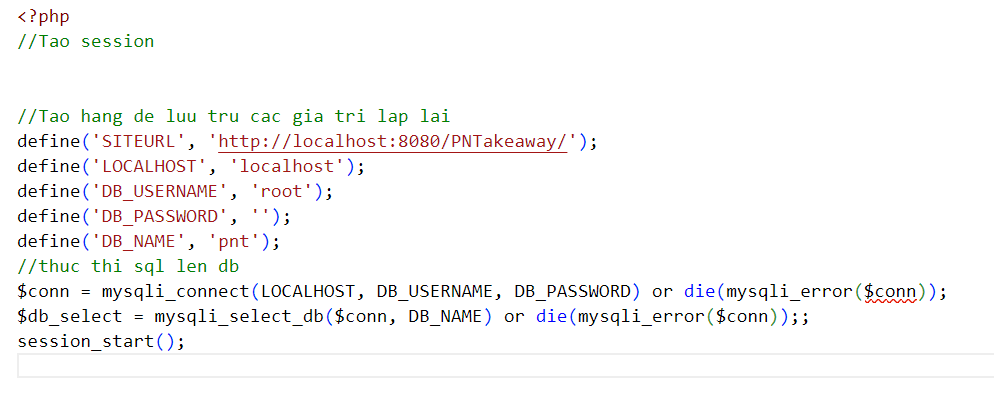 <?php
//Tao session
//Tao hang de luu tru cac gia tri lap lai
define('SITEURL', 'http://localhost:8080/PNTakeaway/');
define('LOCALHOST', 'localhost');
define('DB_USERNAME', 'root');
define('DB_PASSWORD', '');
define('DB_NAME', 'pnt');
//thuc thi sql len db
$conn = mysqli_connect(LOCALHOST, DB_USERNAME, DB_PASSWORD) or die(mysqli_error($conn));
$db_select = mysqli_select_db($conn, DB_NAME) or die(mysqli_error($conn));;
session_start();